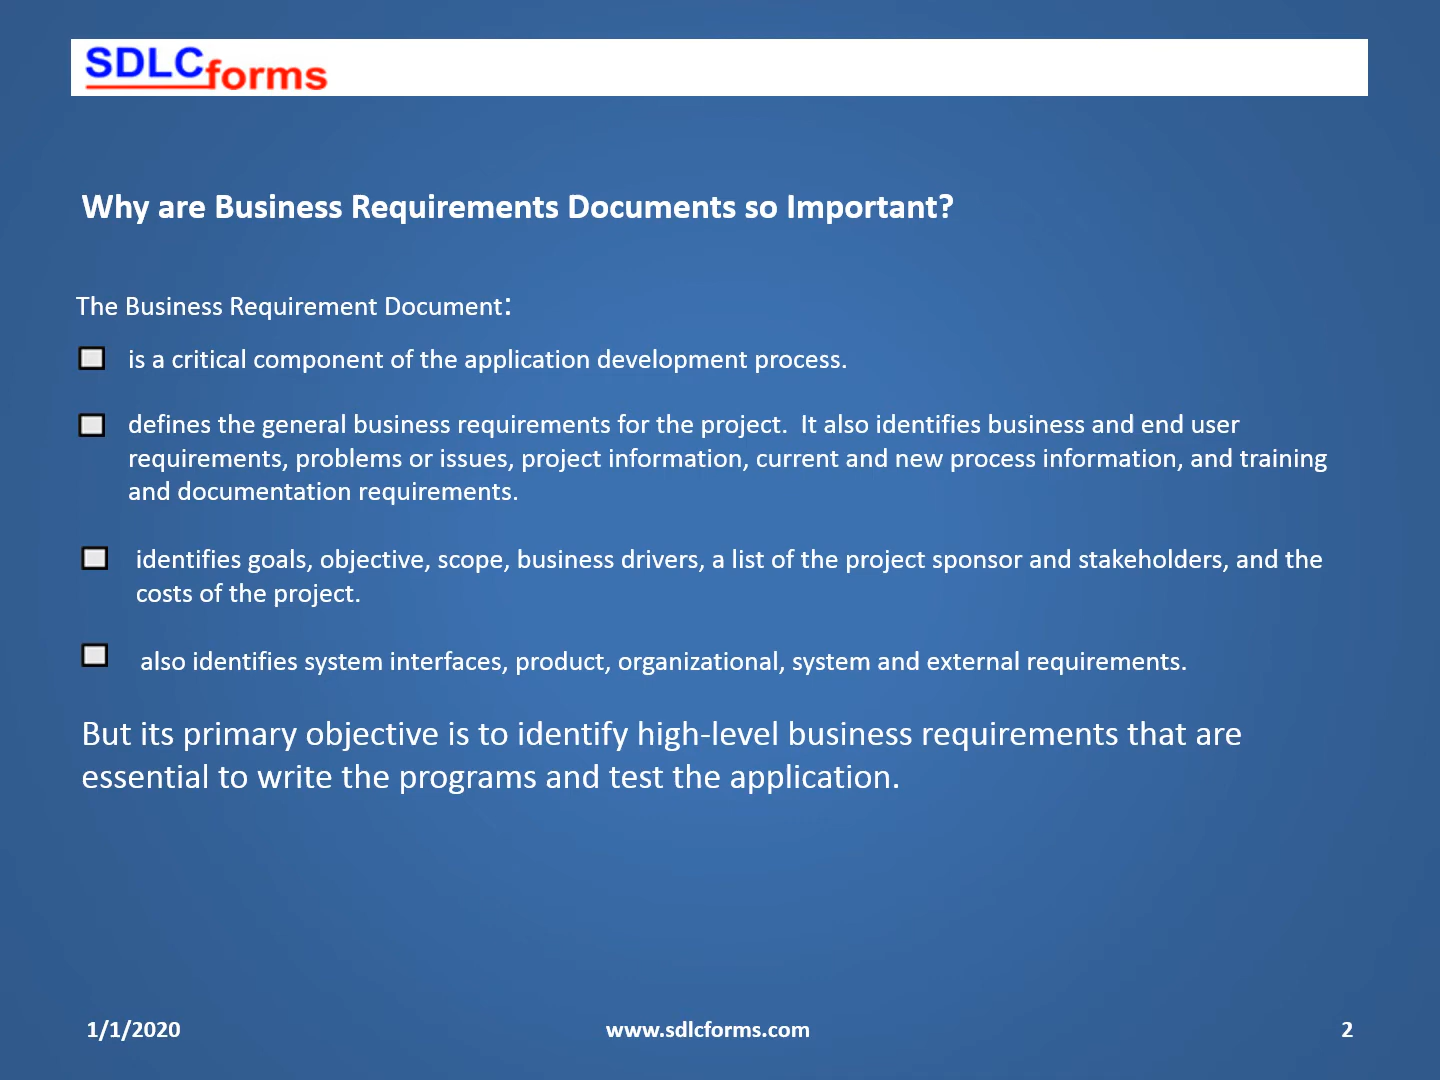 SDLCforms
Why are Business Requirements Documents so Important?
The Business Requirement Document:
is a critical component of the application development process.
defines the general business requirements for the project.  It also identifies business and end user
requirements, problems or issues, project information, current and new process information, and training
and documentation requirements.
identifies goals, objective, scope, business drivers, a list of the project sponsor and stakeholders, and the
costs of the project.
also identifies system interfaces, product, organizational, system and external requirements.
But its primary objective is to identify high-level business requirements that are
essential to write the programs and test the application.
1/1/2020
www.sdlcforms.com
2